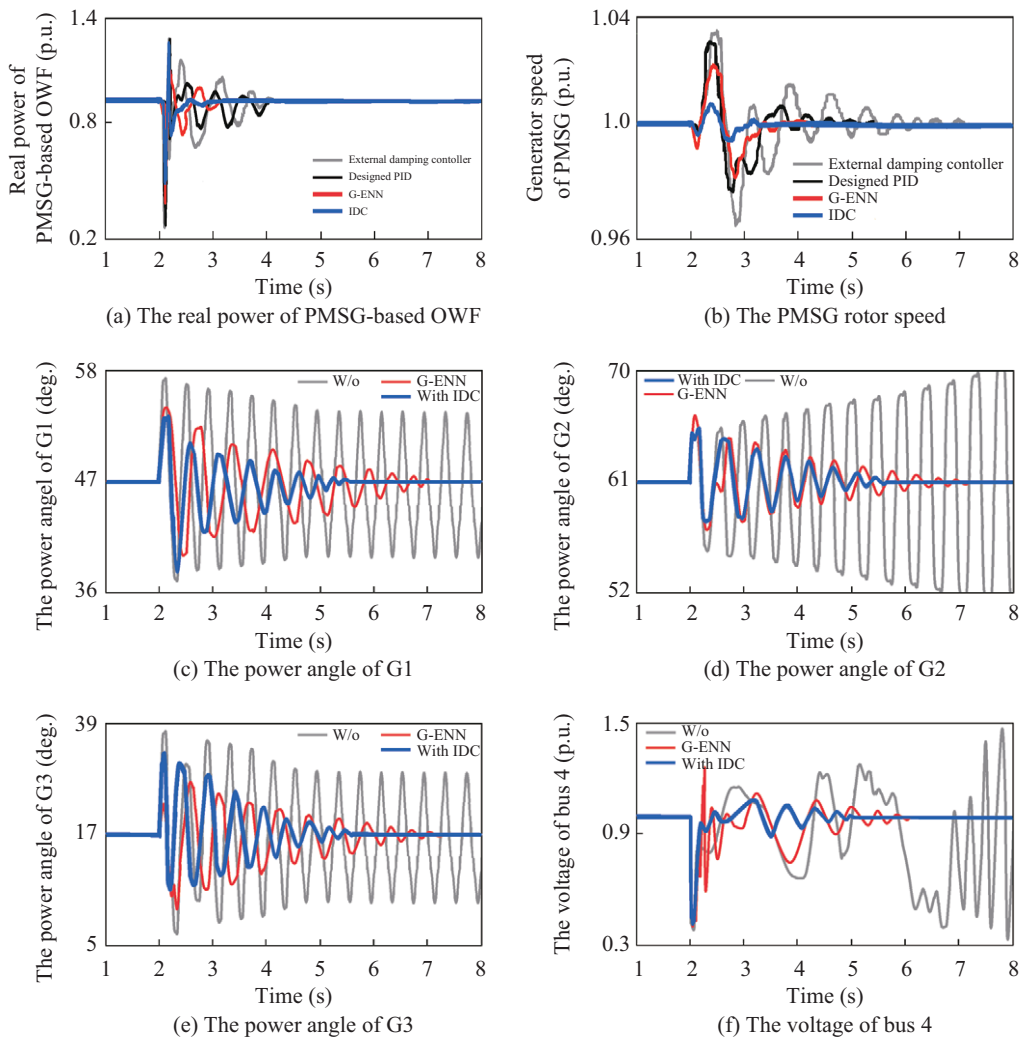 1.4
0.8
0.2
Real power of
PMSG-based OWF (p.u.)
External damping contoller
Designed PID
G-ENN
IDC
1 2 3 4 5 6 7 8
Time (s)
(a) The real power of PMSG-based OWF
1.04
1.0
0.96
Generator speed
of PMSG (p.u.)
External damping contoller
Designed PID
G-ENN
IDC
1 2 3 4 5 6 7 8
Time (s)
(b) The PMSG rotor speed
58
47
36
The power angel of G1 (deg.)
W/o G-ENN
With IDC
1 2 3 4 5 6 7 8
Time (s)
(c) The power angle of G1
70
61
52
The power angle of G2 (deg.)
With IDC W/o
G-ENN
1 2 3 4 5 6 7 8
Time (s)
(d) The power angle of G2
39
17
5
The power angle of G3 (deg.)
W/o G-ENN
With IDC
1 2 3 4 5 6 7 8
Time (s)
(e) The power angle of G3
1.5
0.9
0.3
The voltage of bus 4 (p.u.)
W/o
G-ENN
With IDC
1 2 3 4 5 6 7 8
Time (s)
(f) The voltage of bus 4